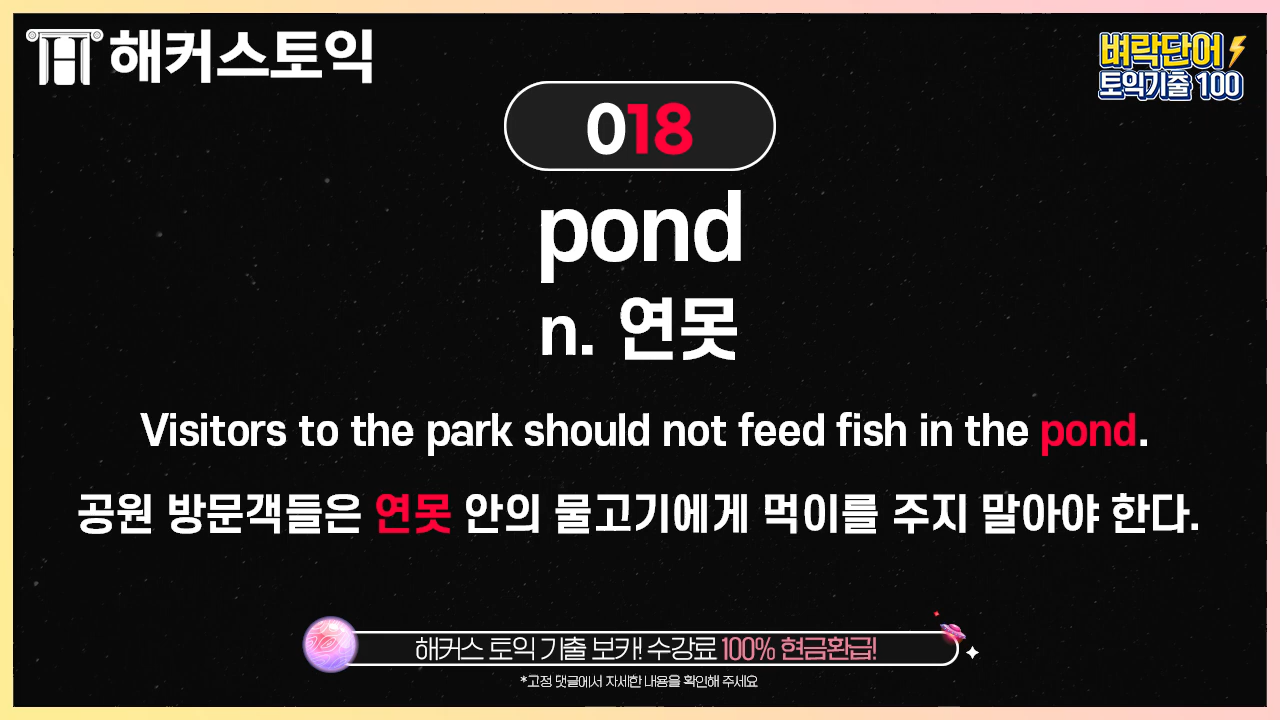 해커스토익
벼락단어
토익기출 100
018
pond
n. 연못
Visitors to the park should not feed fish in the pond.
공원 방문객들은 연못 안의 물고기에게 먹이를 주지 말아야 한다.
해커스 토익 기출 보카! 수강료 100% 현금환급!
*고정 댓글에서 자세한 내용을 확인해 주세요